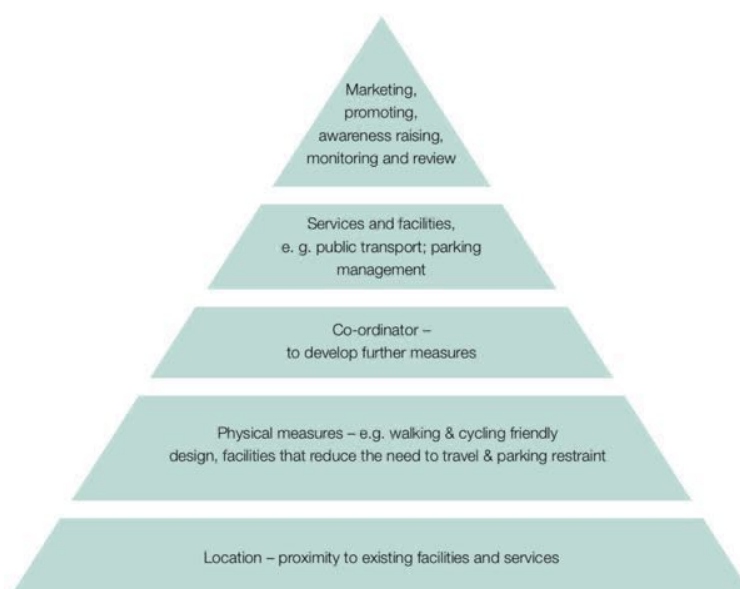 Marketing,
promoting,
awareness raising,
monitoring and review
Services and facilities,
e. g. public transport; parking
management
Co-ordinator –
to develop further measures
Physical measures – e.g. walking & cycling friendly
design, facilities that reduce the need to travel & parking restraint
Location – proximity to existing facilities and services